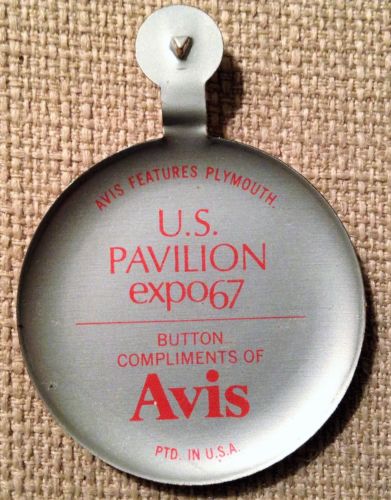 AVIS FEATURES PLYMOUTH.
U.S.
PAVILION
expo67
BUTTON
COMPLIMENTS OF
Avis
PTD. IN U.S.A.